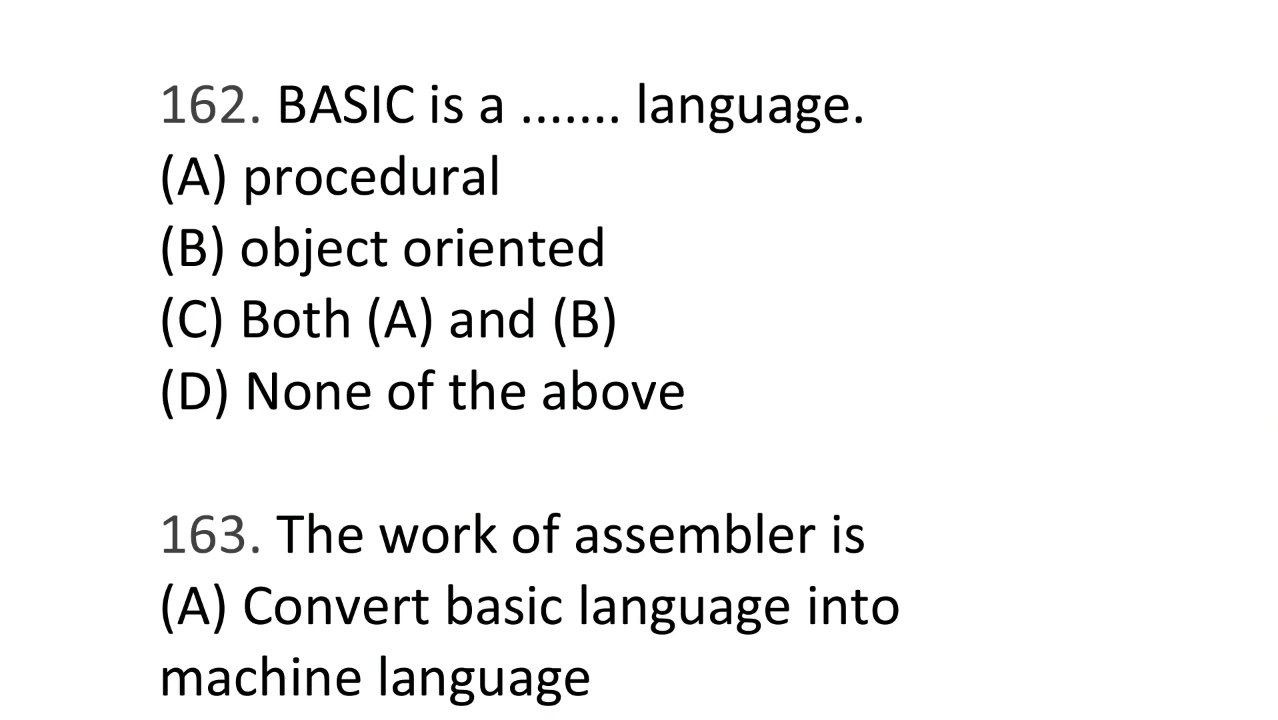 162. BASIC is a ....... language.
(A) procedural
(B) object oriented
(C) Both (A) and (B)
(D) None of the above
163. The work of assembler is
(A) Convert basic language into
machine language